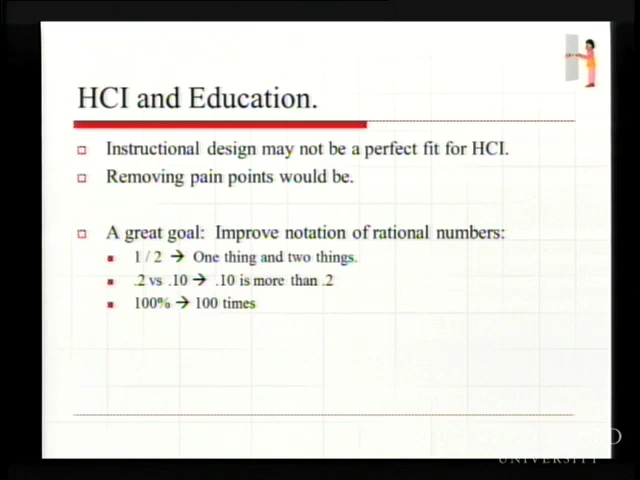 HCI and Education.
Instructional design may not be a perfect fit for HCI.
Removing pain points would be.
A great goal: Improve notation of rational numbers:
1 / 2 → One thing and two things.
.2 vs .10 → .10 is more than .2
100% → 100 times
UNIVERSITY